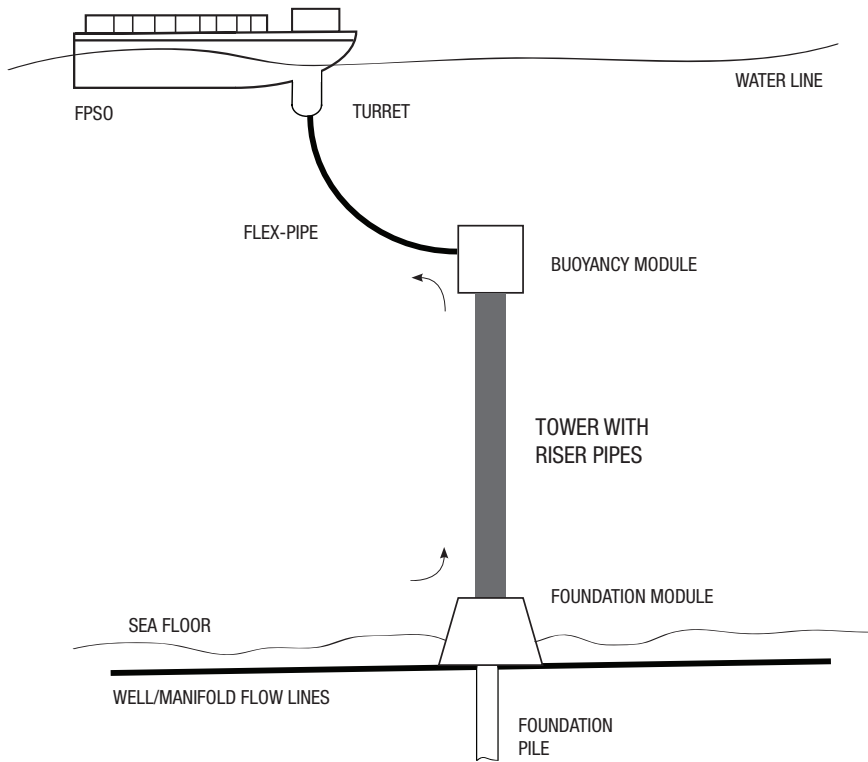 WATER LINE
FPSO
TURRET
FLEX-PIPE
BUOYANCY MODULE
TOWER WITH
RISER PIPES
FOUNDATION MODULE
SEA FLOOR
WELL/MANIFOLD FLOW LINES
FOUNDATION
PILE